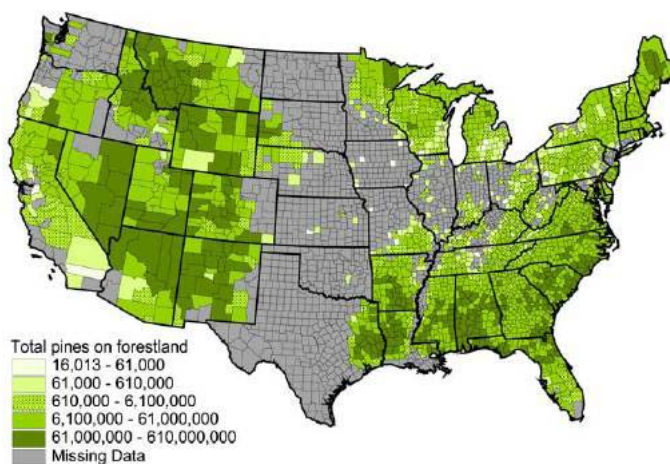 Total pines on forestland
16,013 - 61,000
61,000 - 610,000
610,000 - 6,100,000
6,100,000 - 61,000,000
61,000,000 - 610,000,000
Missing Data